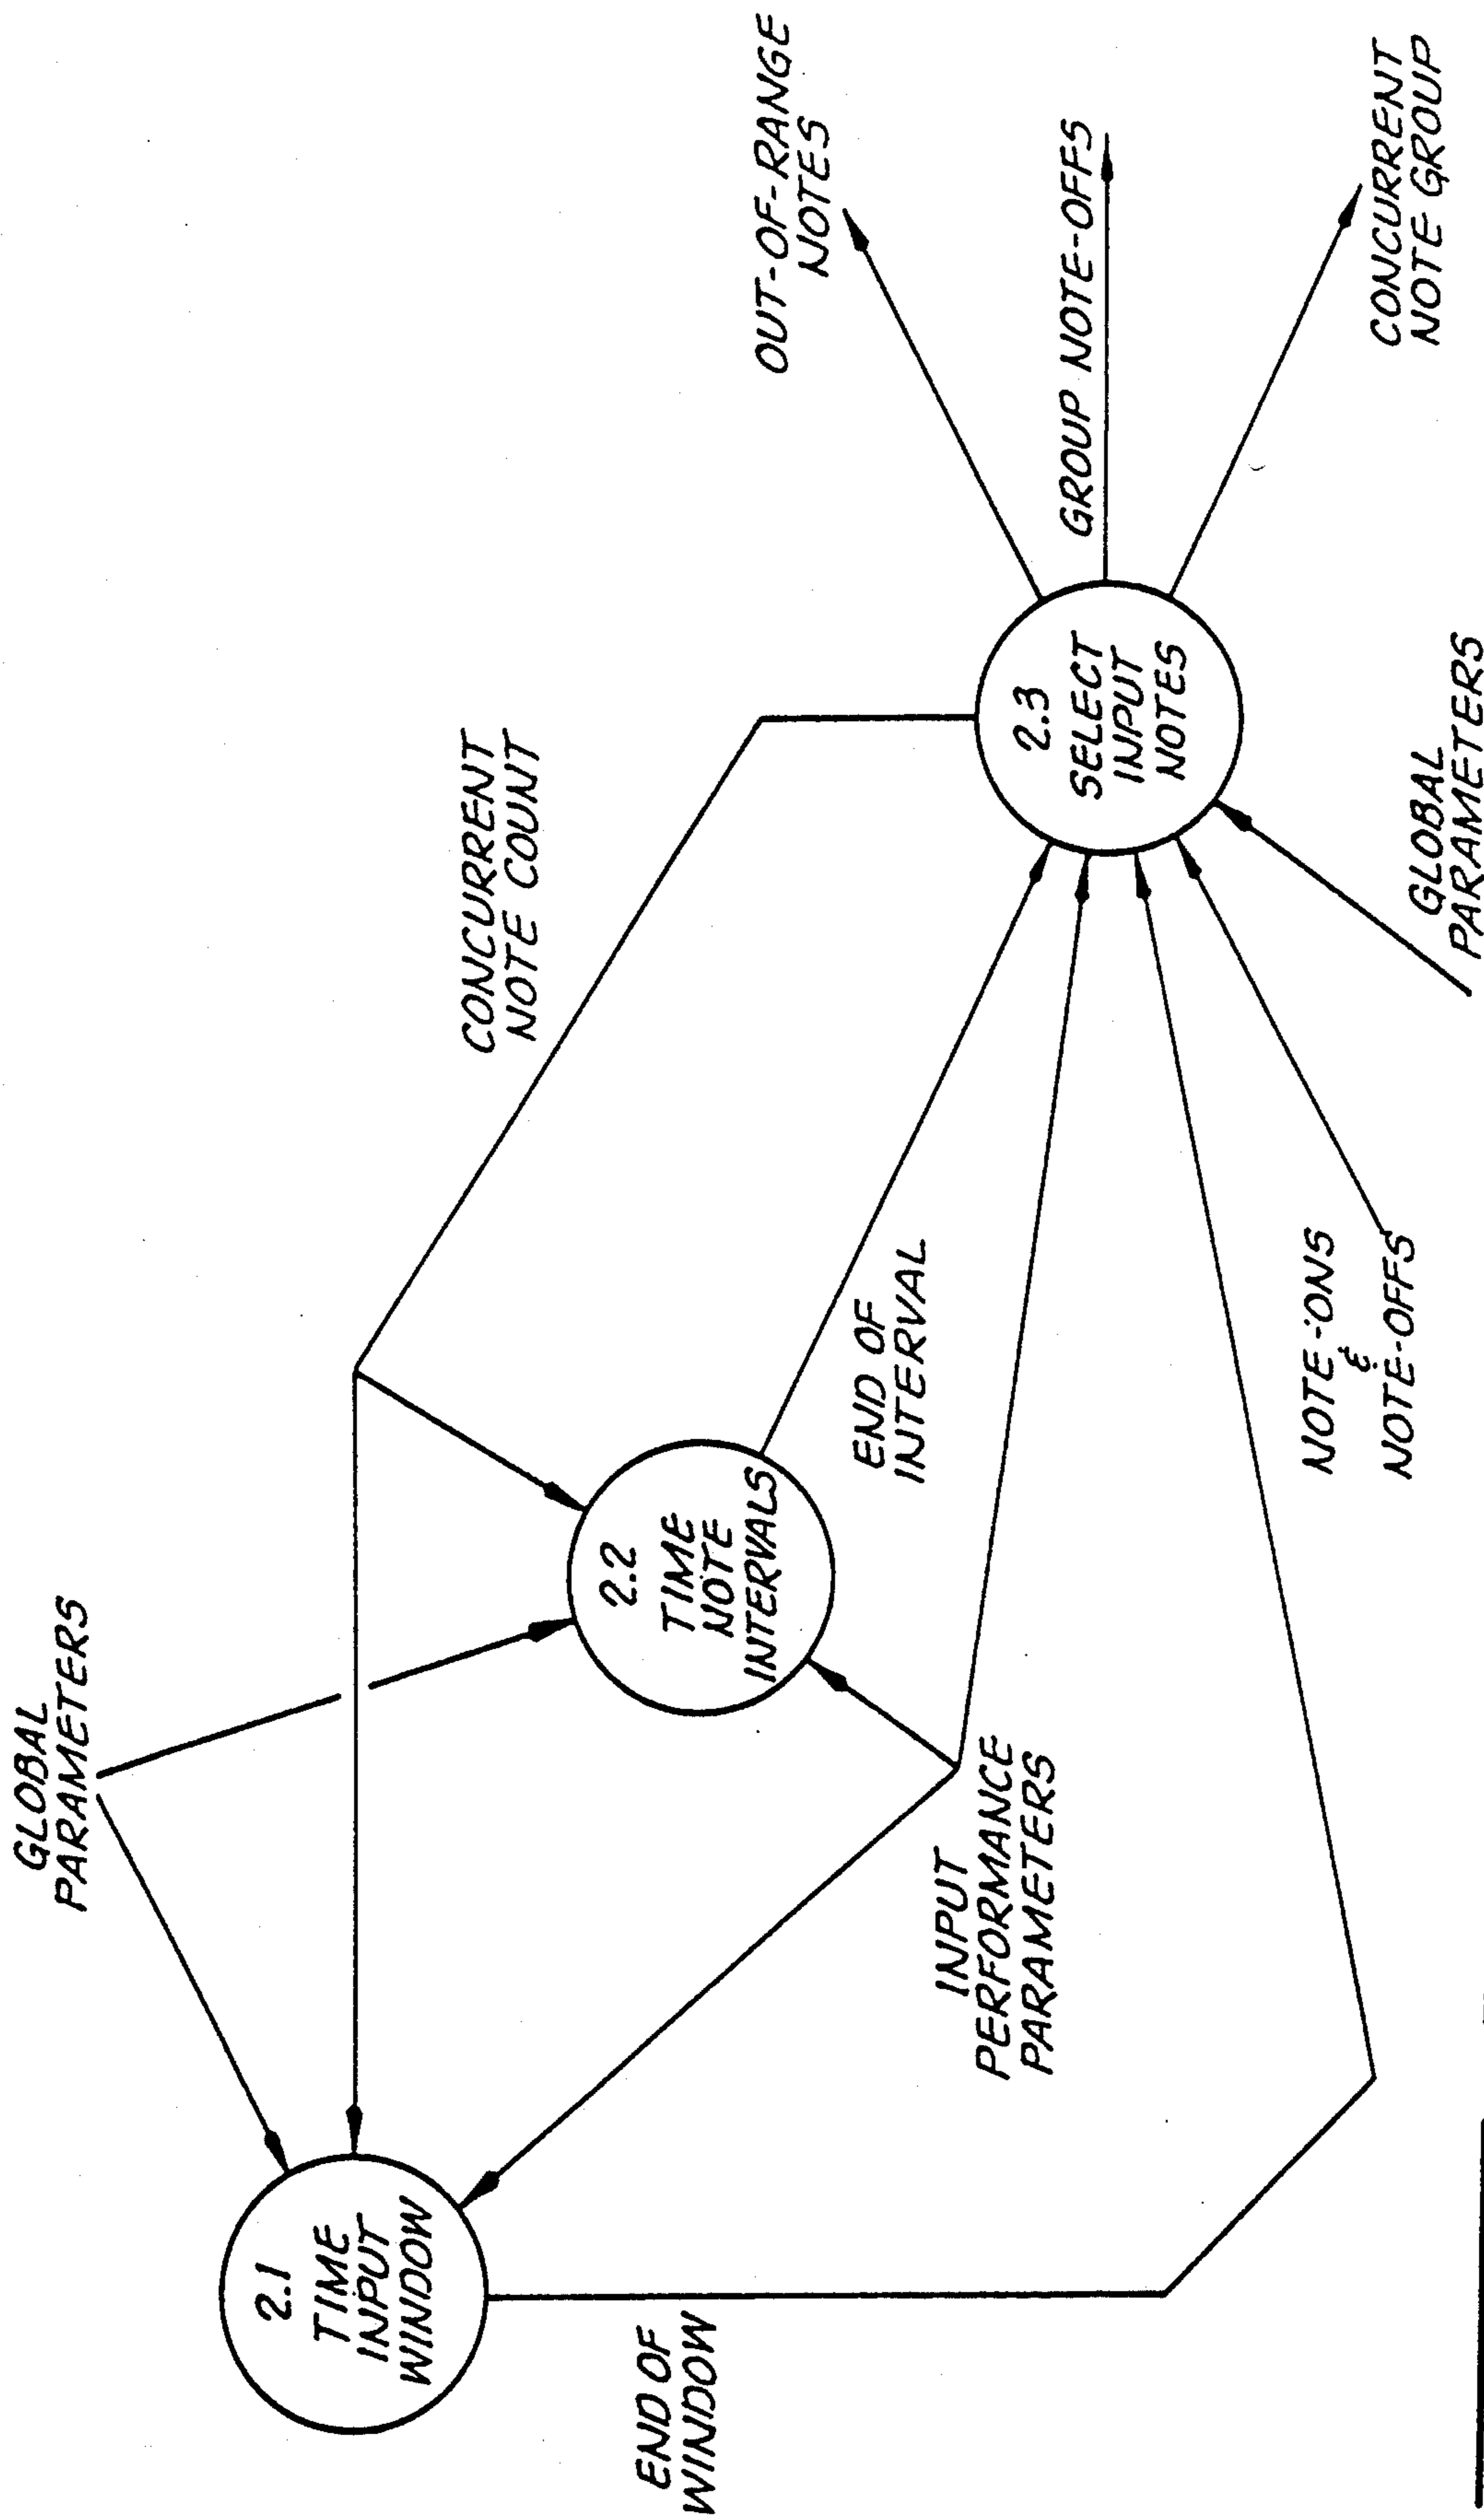 GLOBAL
PARAMETERS
2.1
TIME
INPUT
WINDOW
CONCURRENT
NOTE COUNT
2.2
TIME
NOTE
INTERVALS
END OF
WINDOW
OUT-OF-RANGE
NOTES
END OF
INTERVAL
INPUT
PERFORMANCE
PARAMETERS
2.3
SELECT
INPUT
NOTES
GROUP NOTE-OFFS
NOTE-ONS
&
NOTE-OFFS
CONCURRENT
NOTE GROUP
GLOBAL
PARAMETERS